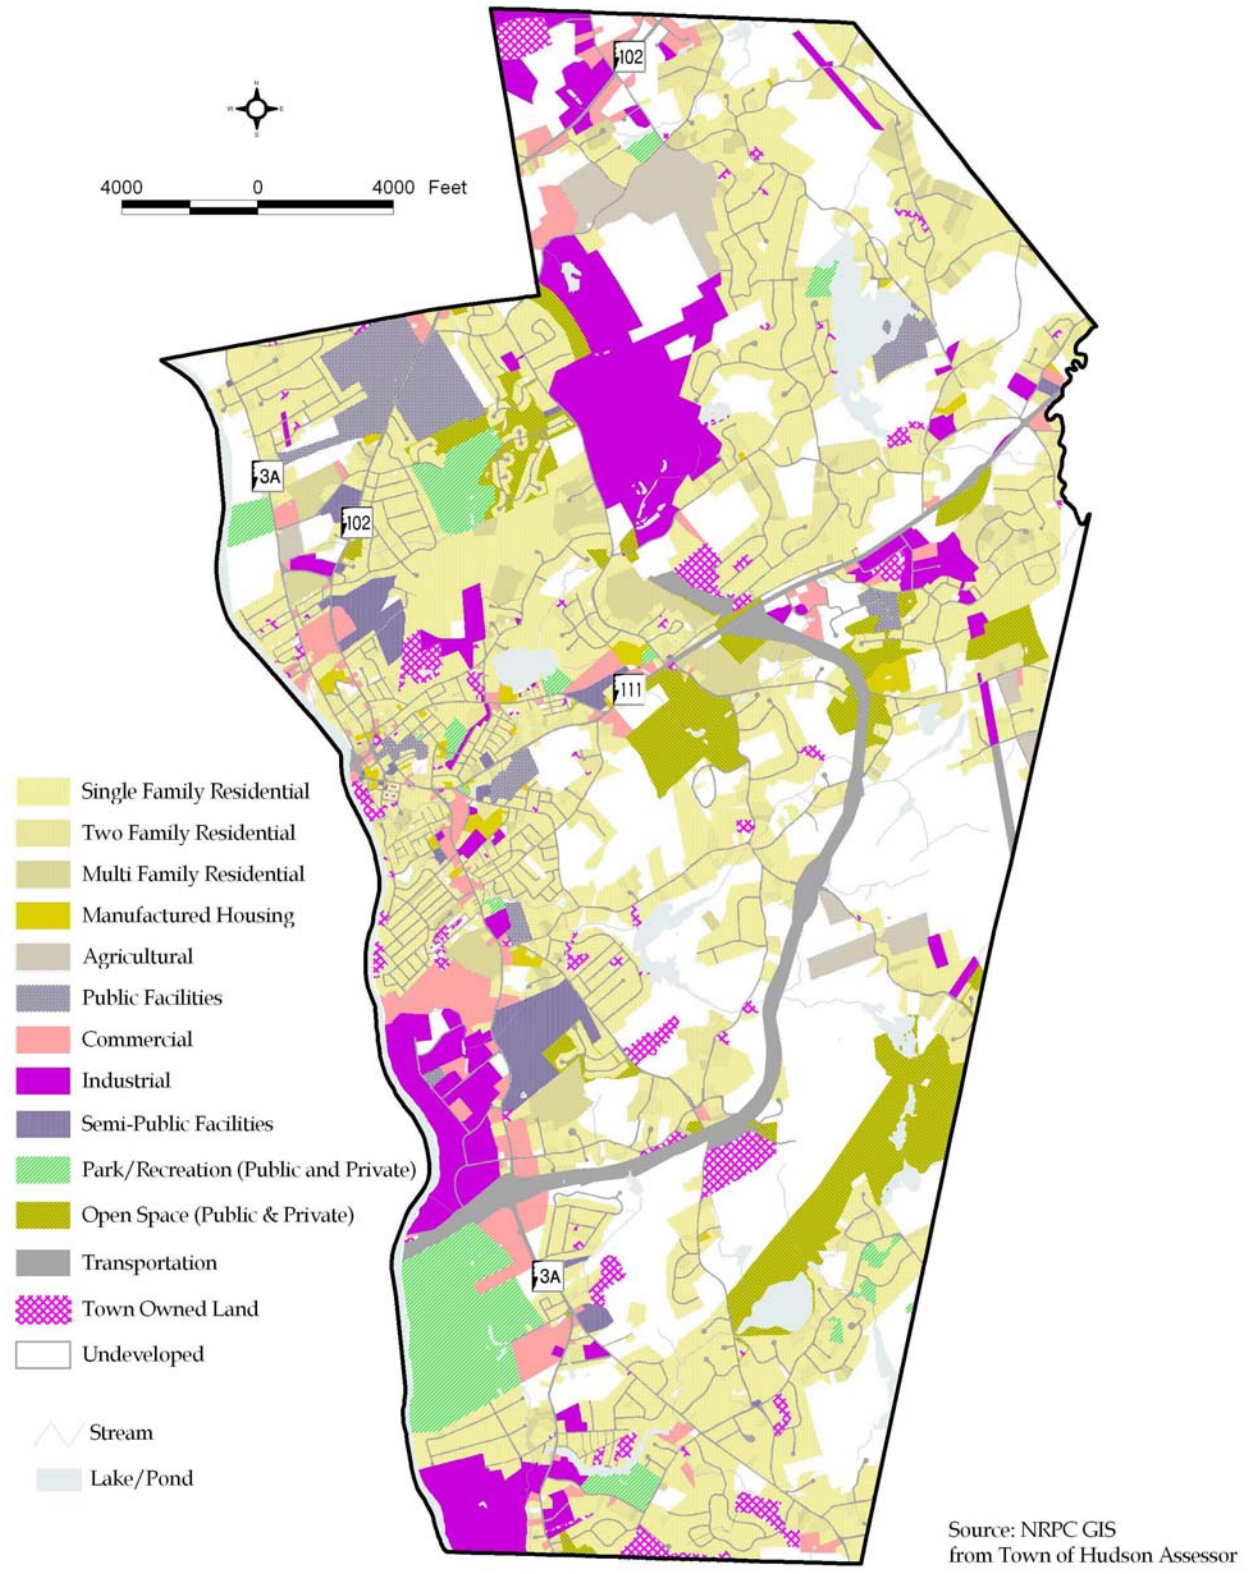 102
N
W
E
S
4000 0 4000 Feet
3A
102
111
Single Family Residential
Two Family Residential
Multi Family Residential
Manufactured Housing
Agricultural
Public Facilities
Commercial
Industrial
Semi-Public Facilities
Park/Recreation (Public and Private)
Open Space (Public & Private)
Transportation
3A
Town Owned Land
Undeveloped
Stream
Lake/Pond
Source: NRPC GIS
from Town of Hudson Assessor